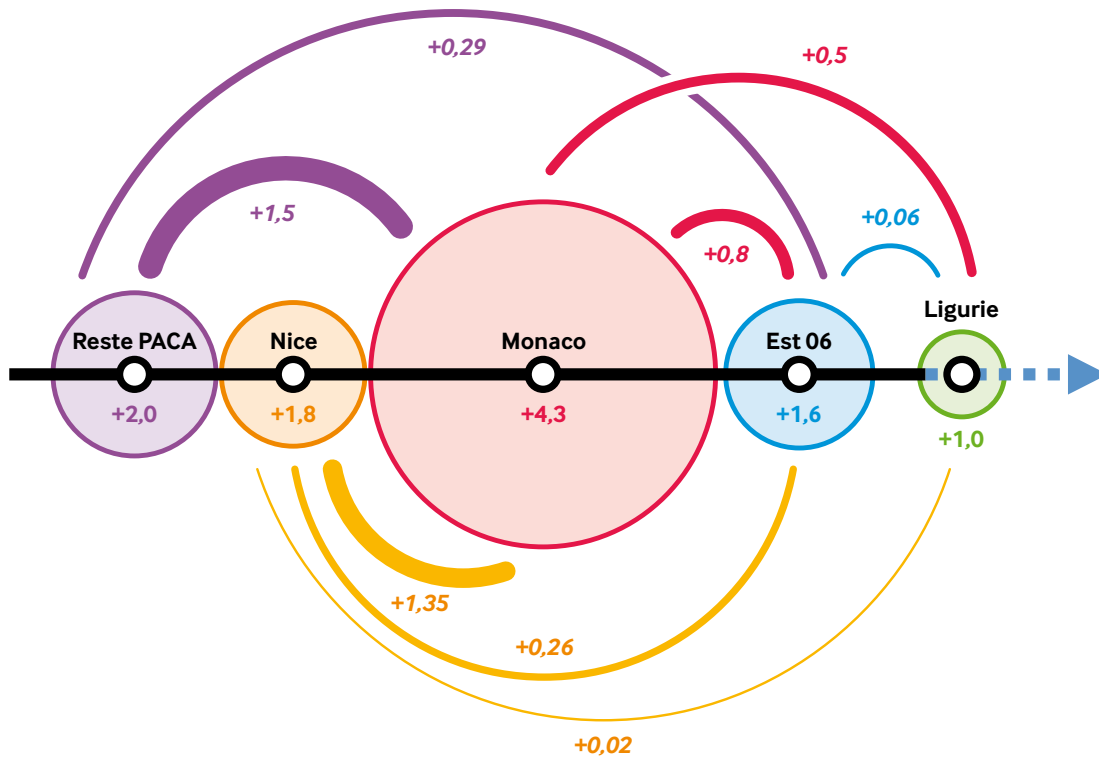 +0,29
+0,5
+1,5
+0,06
+0,8
Ligurie
Reste PACA
Nice
Monaco
Est 06
+2,0
+1,8
+4,3
+1,6
+1,0
+1,35
+0,26
+0,02